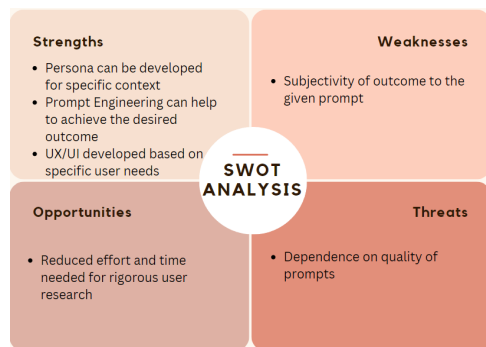 Strengths
• Persona can be developed
for specific context
• Prompt Engineering can help
to achieve the desired
outcome
• UX/UI developed based on
specific user needs
Weaknesses
• Subjectivity of outcome to the
given prompt
SWOT
ANALYSIS
Opportunities
• Reduced effort and time
needed for rigorous user
research
Threats
• Dependence on quality of
prompts